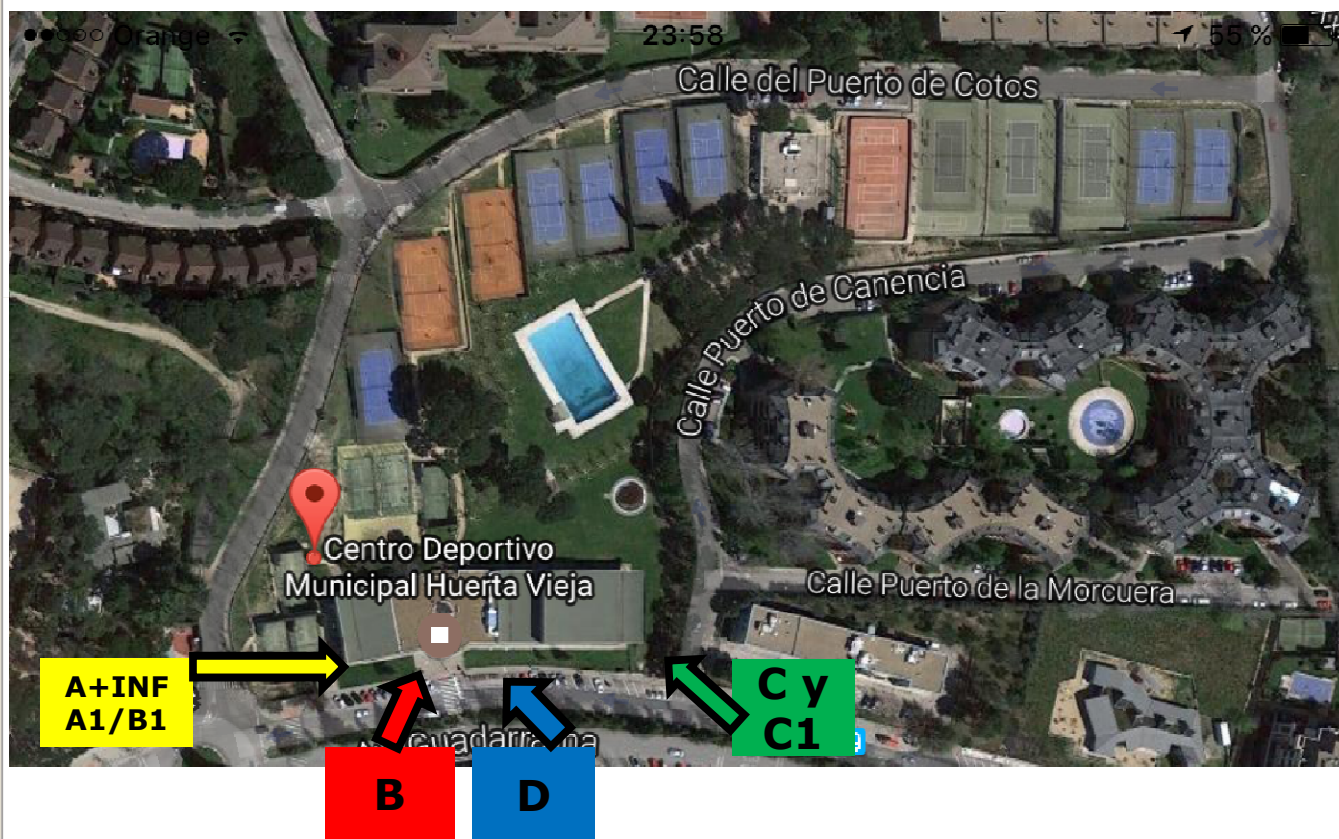 Orange
23:58
55 %
Calle del Puerto de Cotos
Calle Puerto de Canencia
Centro Deportivo
Municipal Huerta Vieja
Calle Puerto de la Morcuera
A+INF
A1/B1
C y
C1
guadarrama
B
D